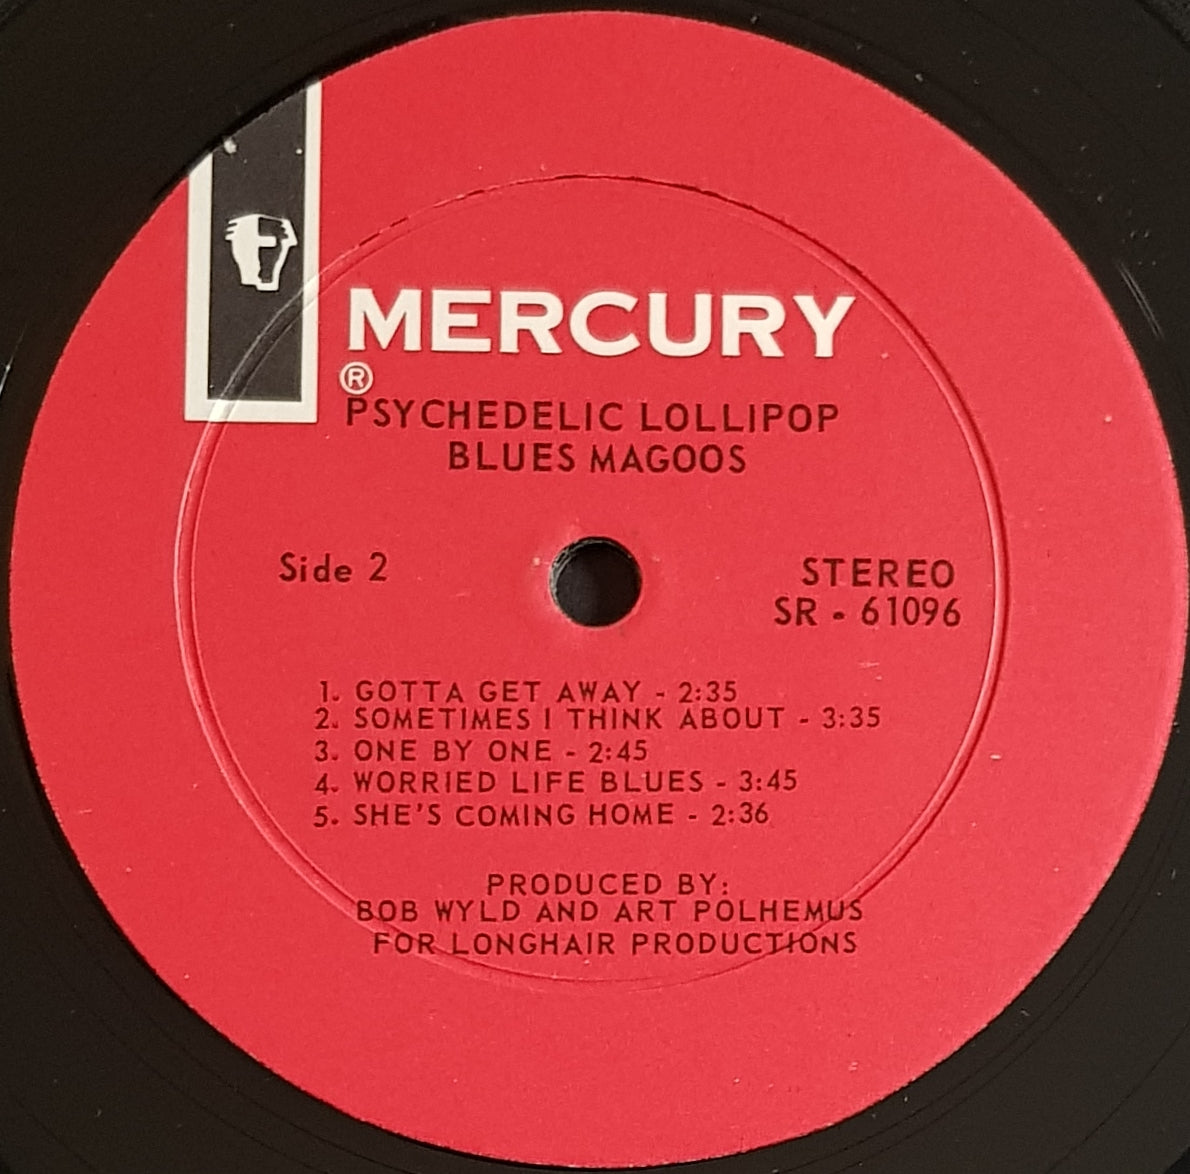 MERCURY
®
PSYCHEDELIC LOLLIPOP
BLUES MAGOOS
Side 2
STEREO
SR - 61096
1. GOTTA GET AWAY - 2:35
2. SOMETIMES I THINK ABOUT - 3:35
3. ONE BY ONE - 2:45
4. WORRIED LIFE BLUES - 3:45
5. SHE'S COMING HOME - 2:36
PRODUCED BY:
BOB WYLD AND ART POLHEMUS
FOR LONGHAIR PRODUCTIONS